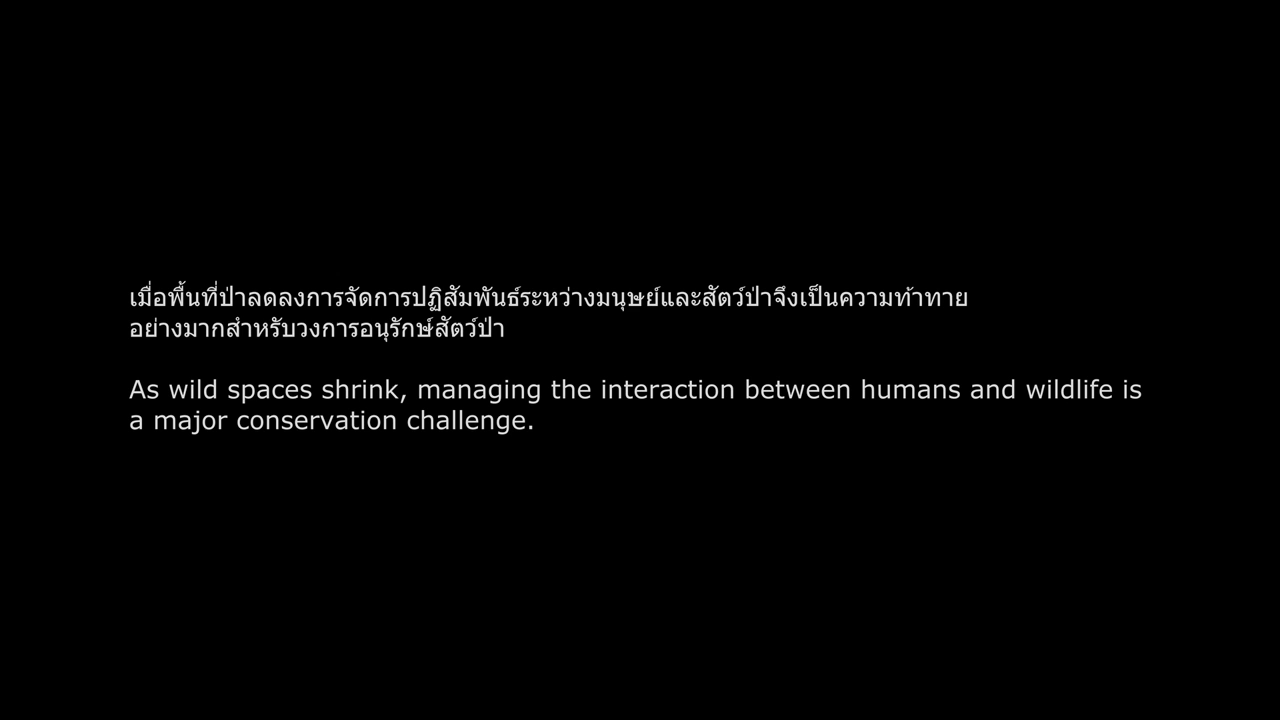 เมื่อพื้นที่ป่าลดลงการจัดการปฏิสัมพันธ์ระหว่างมนุษย์และสัตว์ป่าจึงเป็นความท้าทาย
อย่างมากสำหรับวงการอนุรักษ์สัตว์ป่า
As wild spaces shrink, managing the interaction between humans and wildlife is
a major conservation challenge.